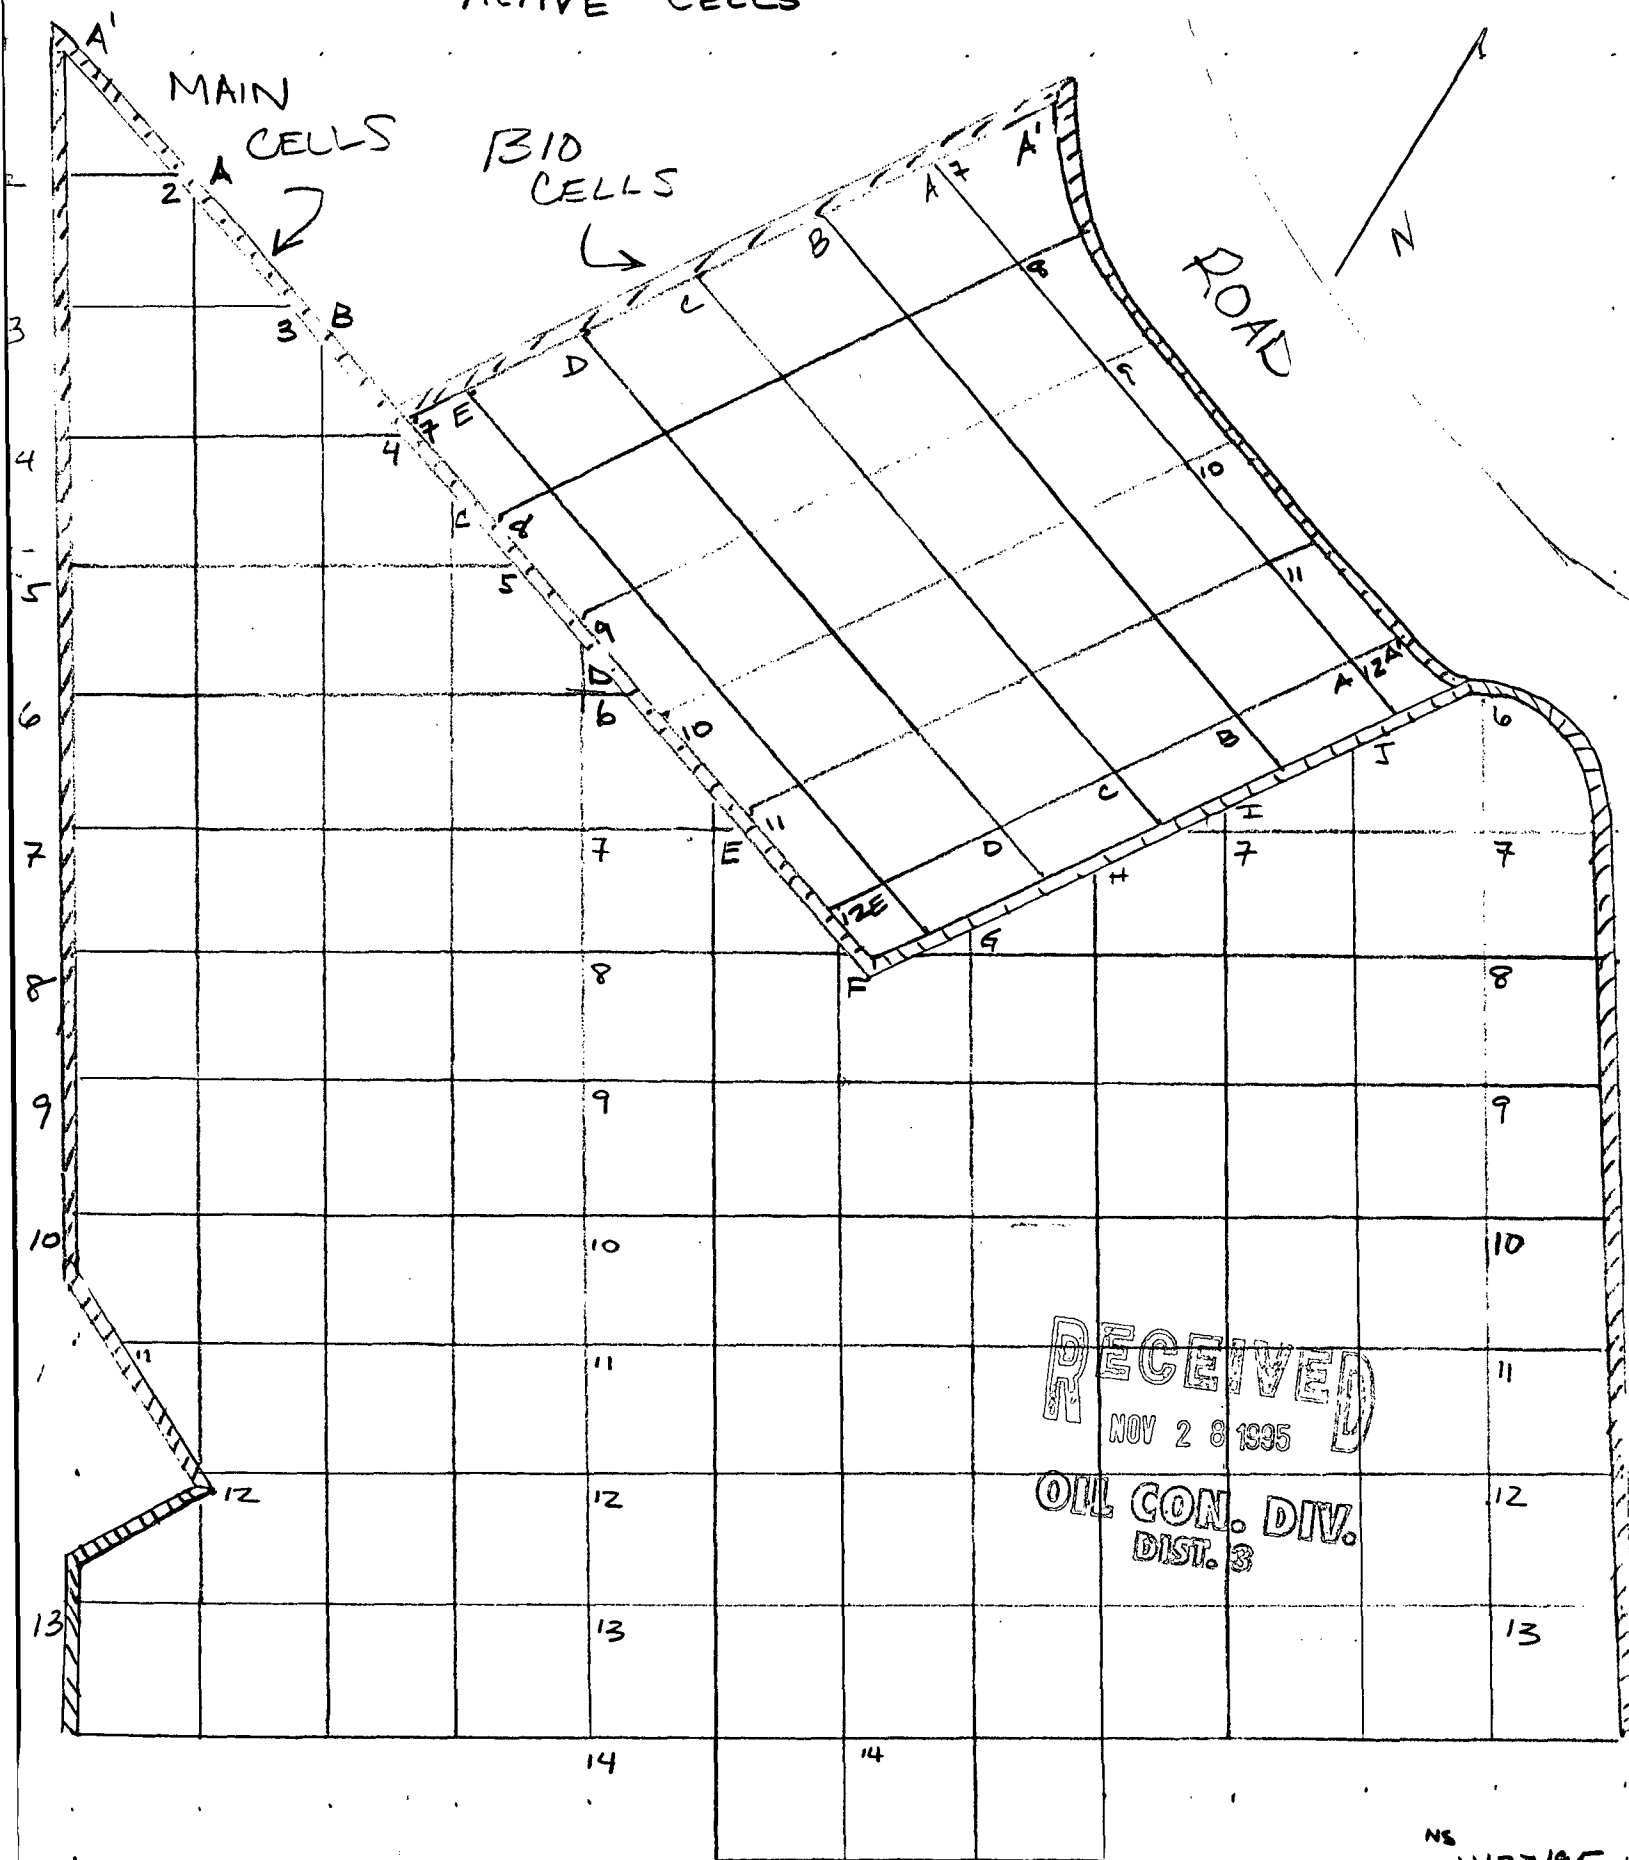 ACTIVE CELLS
A'
MAIN
CELLS
BIO
CELLS
A'
A 7
2 A
B
8
N
ROAD
C
3
3 B
D
9
E
7
4
4
10
C 8
5
5
11
9
D
6
6
10
A 12 A'
6
B
J
C
I
11
7
7
E
D
H
7
7
12E
G
8
8
F
8
9
9
9
10
10
10
11
11
11
RECEIVED
NOV 28 1995
OIL CON. DIV.
DIST. 3
12
12
12
13
13
13
14
14
NS